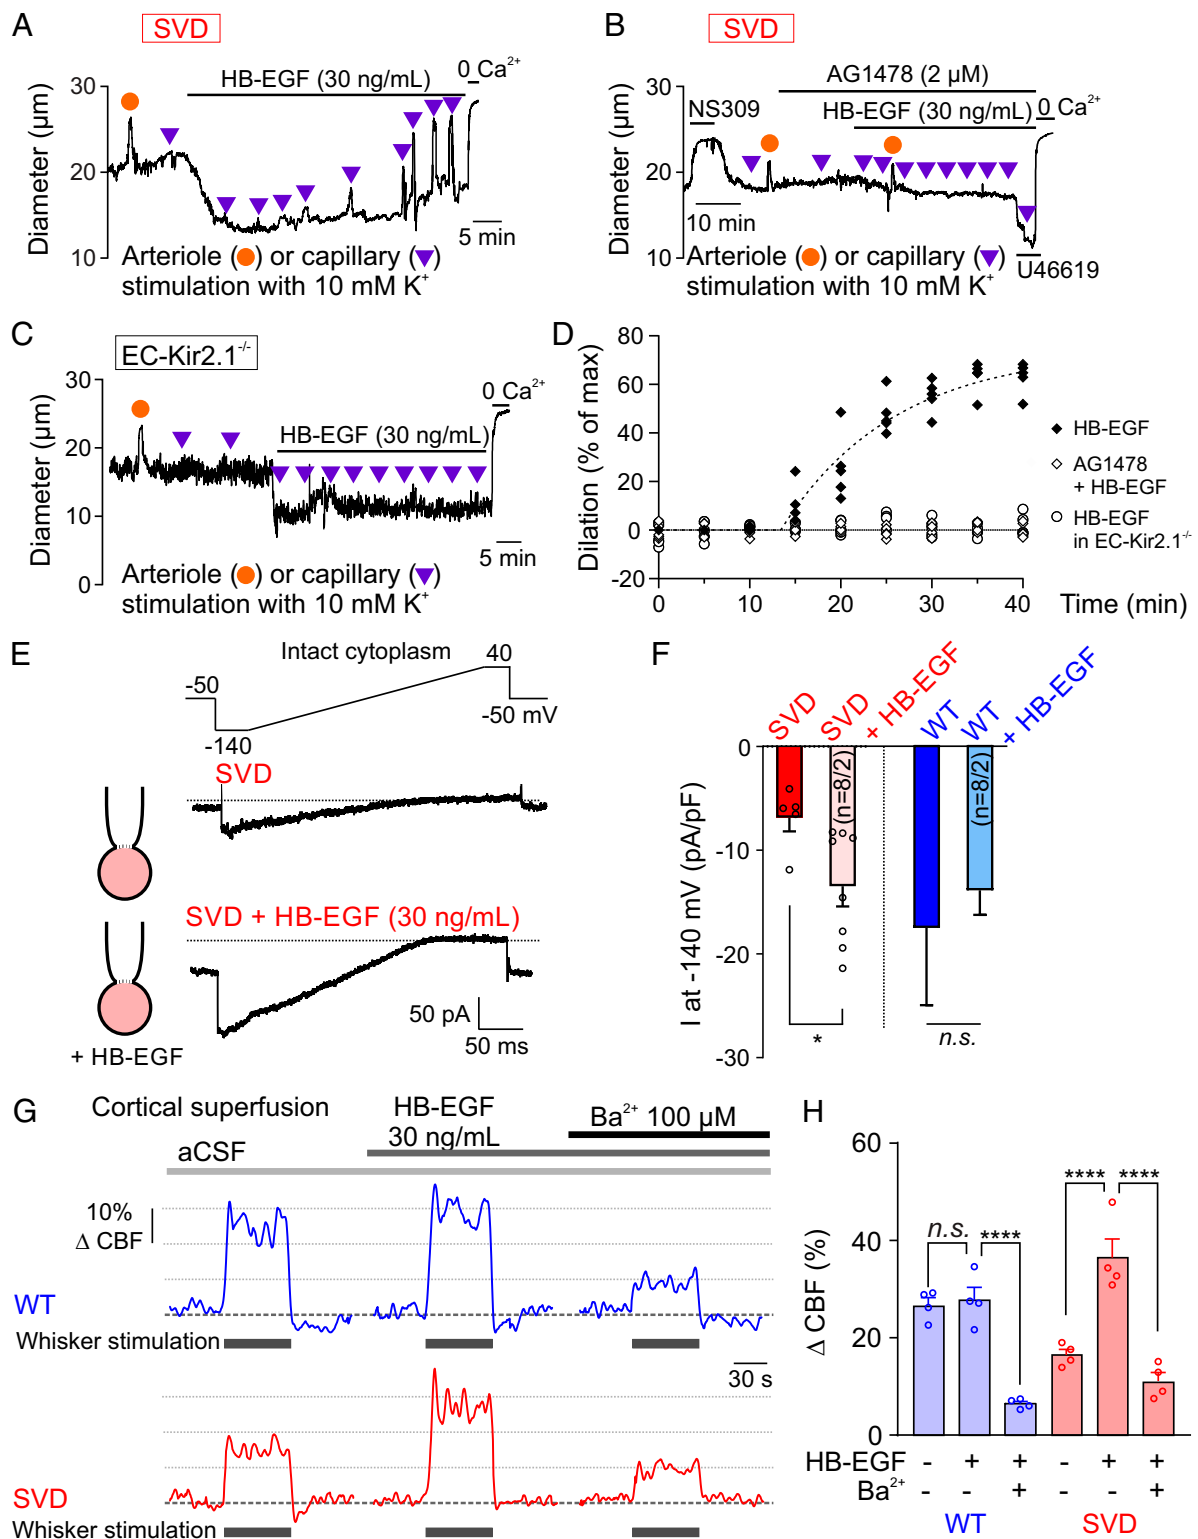 A
SVD
HB-EGF (30 ng/mL)
0 Ca²⁺
Diameter (µm)
30
20
10
5 min
Arteriole ( ) or capillary ( )
stimulation with 10 mM K⁺
B
SVD
AG1478 (2 µM)
HB-EGF (30 ng/mL)
0 Ca²⁺
NS309
Diameter (µm)
30
20
10
10 min
U46619
Arteriole ( ) or capillary ( )
stimulation with 10 mM K⁺
C
EC-Kir2.1⁻/⁻
0 Ca²⁺
HB-EGF (30 ng/mL)
Diameter (µm)
30
20
10
0
5 min
Arteriole ( ) or capillary ( )
stimulation with 10 mM K⁺
D
Dilation (% of max)
80
60
40
20
0
-20
0
10
20
30
40
Time (min)
HB-EGF
AG1478
+ HB-EGF
HB-EGF
in EC-Kir2.1⁻/⁻
E
Intact cytoplasm
-50
40
-140
-50 mV
SVD
SVD + HB-EGF (30 ng/mL)
+ HB-EGF
50 pA
50 ms
F
SVD
SVD
+ HB-EGF
WT
WT
+ HB-EGF
I at -140 mV (pA/pF)
0
-10
-20
-30
(n=8/2)
(n=8/2)
*
n.s.
G
Cortical superfusion
aCSF
HB-EGF
30 ng/mL
Ba²⁺ 100 µM
10%
Δ CBF
WT
Whisker stimulation
30 s
SVD
Whisker stimulation
H
Δ CBF (%)
60
40
20
0
n.s.
****
****
****
HB-EGF - + + - + +
Ba²⁺ - - + - - +
WT
SVD